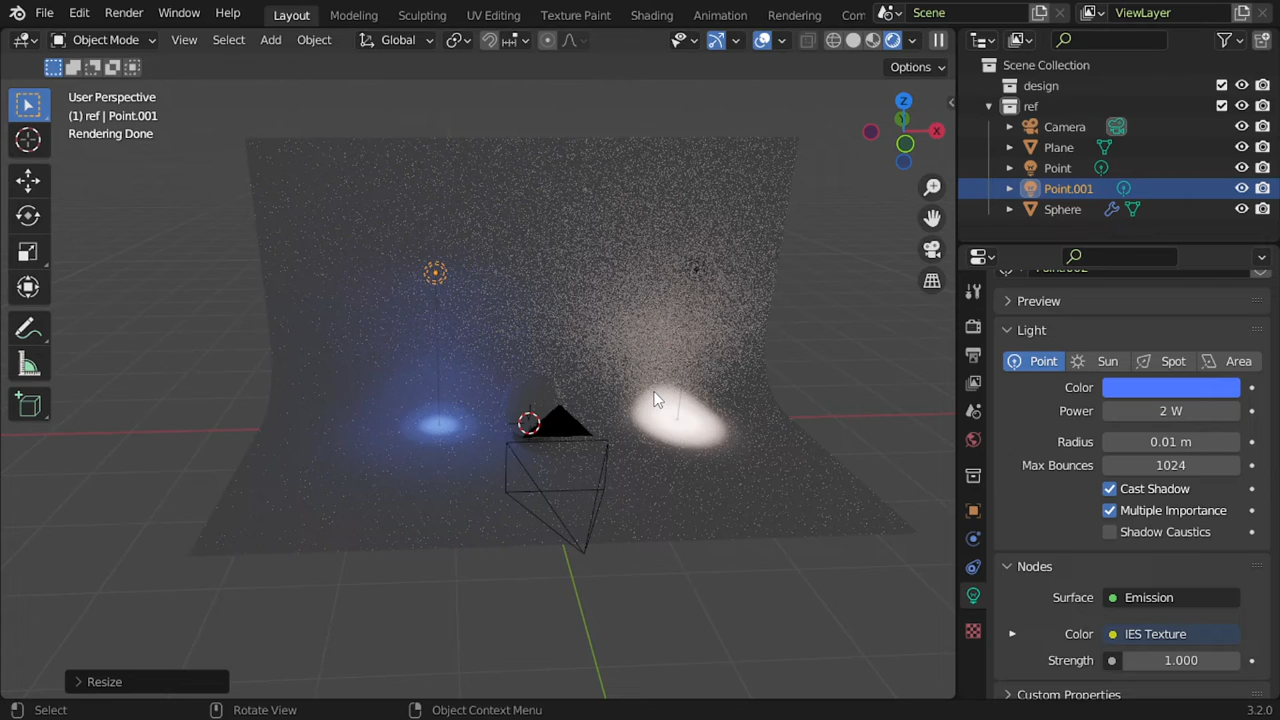 File Edit Render Window Help Layout Modeling Sculpting UV Editing Texture Paint Shading Animation Rendering Com Scene ViewLayer
Object Mode View Select Add Object Global
Options
User Perspective
(1) ref | Point.001
Rendering Done
Z
Y
X
Scene Collection
design
ref
Camera
Plane
Point
Point.001
Sphere
Preview
Light
Point Sun Spot Area
Color
Power 2 W
Radius 0.01 m
Max Bounces 1024
Cast Shadow
Multiple Importance
Shadow Caustics
Nodes
Surface Emission
Color IES Texture
Strength 1.000
Custom Properties
Resize
Select Rotate View Object Context Menu 3.2.0